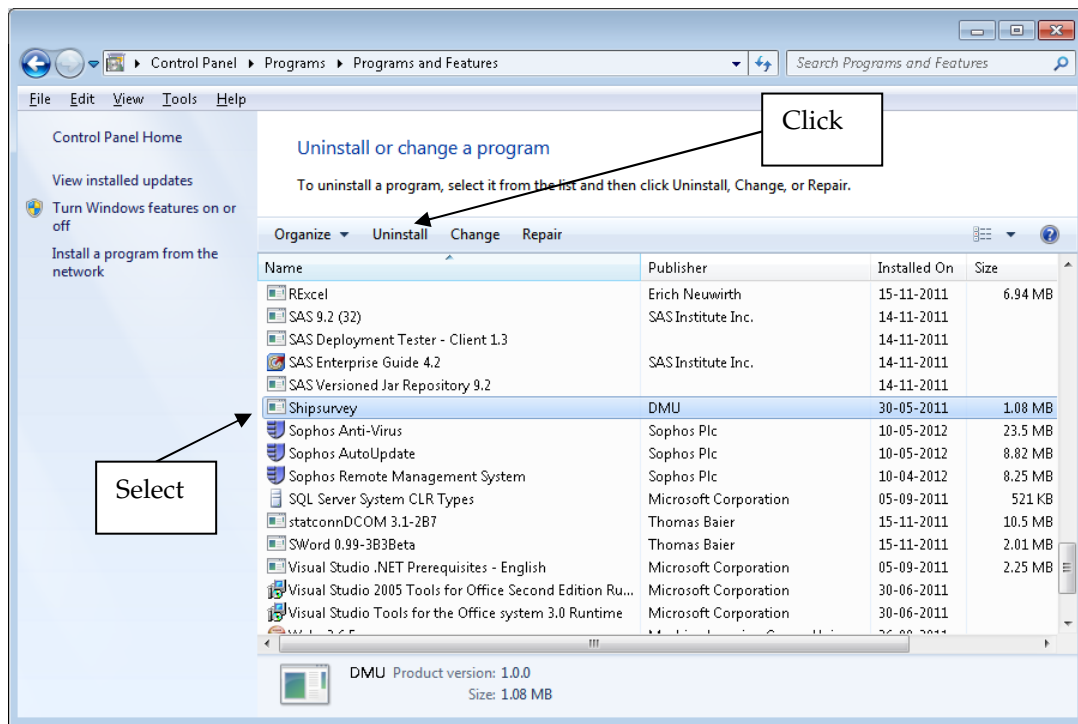 Control Panel Programs Programs and Features Search Programs and Features
File Edit View Tools Help
Click
Control Panel Home
View installed updates
Turn Windows features on or
off
Install a program from the
network
Uninstall or change a program
To uninstall a program, select it from the list and then click Uninstall, Change, or Repair.
Organize Uninstall Change Repair
Name Publisher Installed On Size
RExcel Erich Neuwirth 15-11-2011 6.94 MB
SAS 9.2 (32) SAS Institute Inc. 14-11-2011
SAS Deployment Tester - Client 1.3 14-11-2011
SAS Enterprise Guide 4.2 SAS Institute Inc. 14-11-2011
SAS Versioned Jar Repository 9.2 14-11-2011
Shipsurvey DMU 30-05-2011 1.08 MB
Sophos Anti-Virus Sophos Plc 10-05-2012 23.5 MB
Sophos AutoUpdate Sophos Plc 10-05-2012 8.82 MB
Sophos Remote Management System Sophos Plc 10-04-2012 8.25 MB
Select
SQL Server System CLR Types Microsoft Corporation 05-09-2011 521 KB
statconnDCOM 3.1-2B7 Thomas Baier 15-11-2011 10.5 MB
SWord 0.99-3B3Beta Thomas Baier 15-11-2011 2.01 MB
Visual Studio .NET Prerequisites - English Microsoft Corporation 05-09-2011 2.25 MB
Visual Studio 2005 Tools for Office Second Edition Ru... Microsoft Corporation 30-06-2011
Visual Studio Tools for the Office system 3.0 Runtime Microsoft Corporation 30-06-2011
DMU Product version: 1.0.0
Size: 1.08 MB